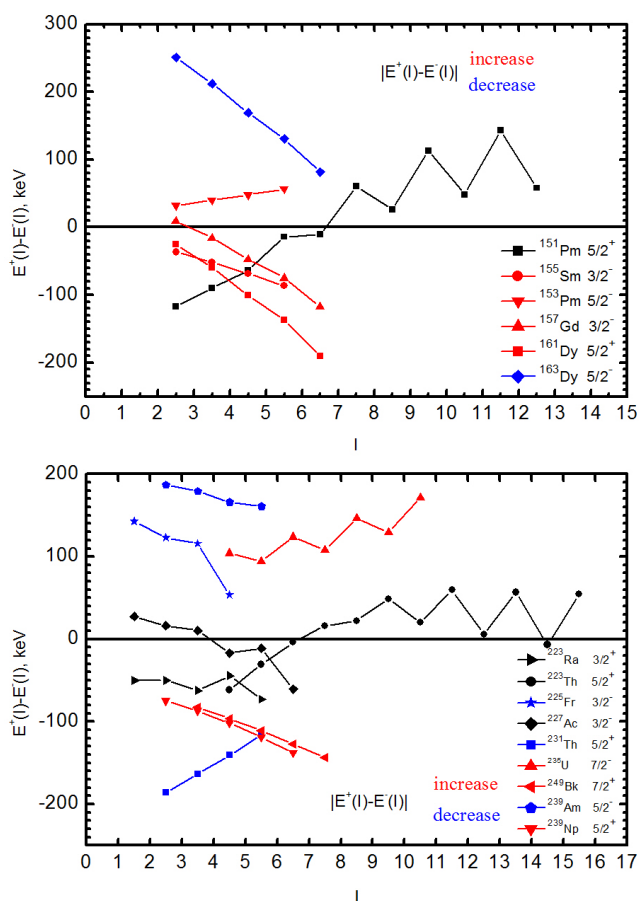 300
200
100
0
-100
-200
E⁺(I)-E⁻(I), keV
|E⁺(I)-E⁻(I)|
increase
decrease
¹⁵¹Pm 5/2⁺
¹⁵⁵Sm 3/2⁻
¹⁵³Pm 5/2⁻
¹⁵⁷Gd 3/2⁻
¹⁶¹Dy 5/2⁺
¹⁶³Dy 5/2⁻
0 1 2 3 4 5 6 7 8 9 10 11 12 13 14 15
I
200
100
0
-100
-200
E⁺(I)-E⁻(I), keV
²²³Ra 3/2⁺
²²³Th 5/2⁺
²²⁵Fr 3/2⁻
²²⁷Ac 3/2⁻
²³¹Th 5/2⁺
²³⁵U 7/2⁻
²⁴⁹Bk 7/2⁺
²³⁹Am 5/2⁻
²³⁹Np 5/2⁺
increase
|E⁺(I)-E⁻(I)|
decrease
0 1 2 3 4 5 6 7 8 9 10 11 12 13 14 15 16 17
I